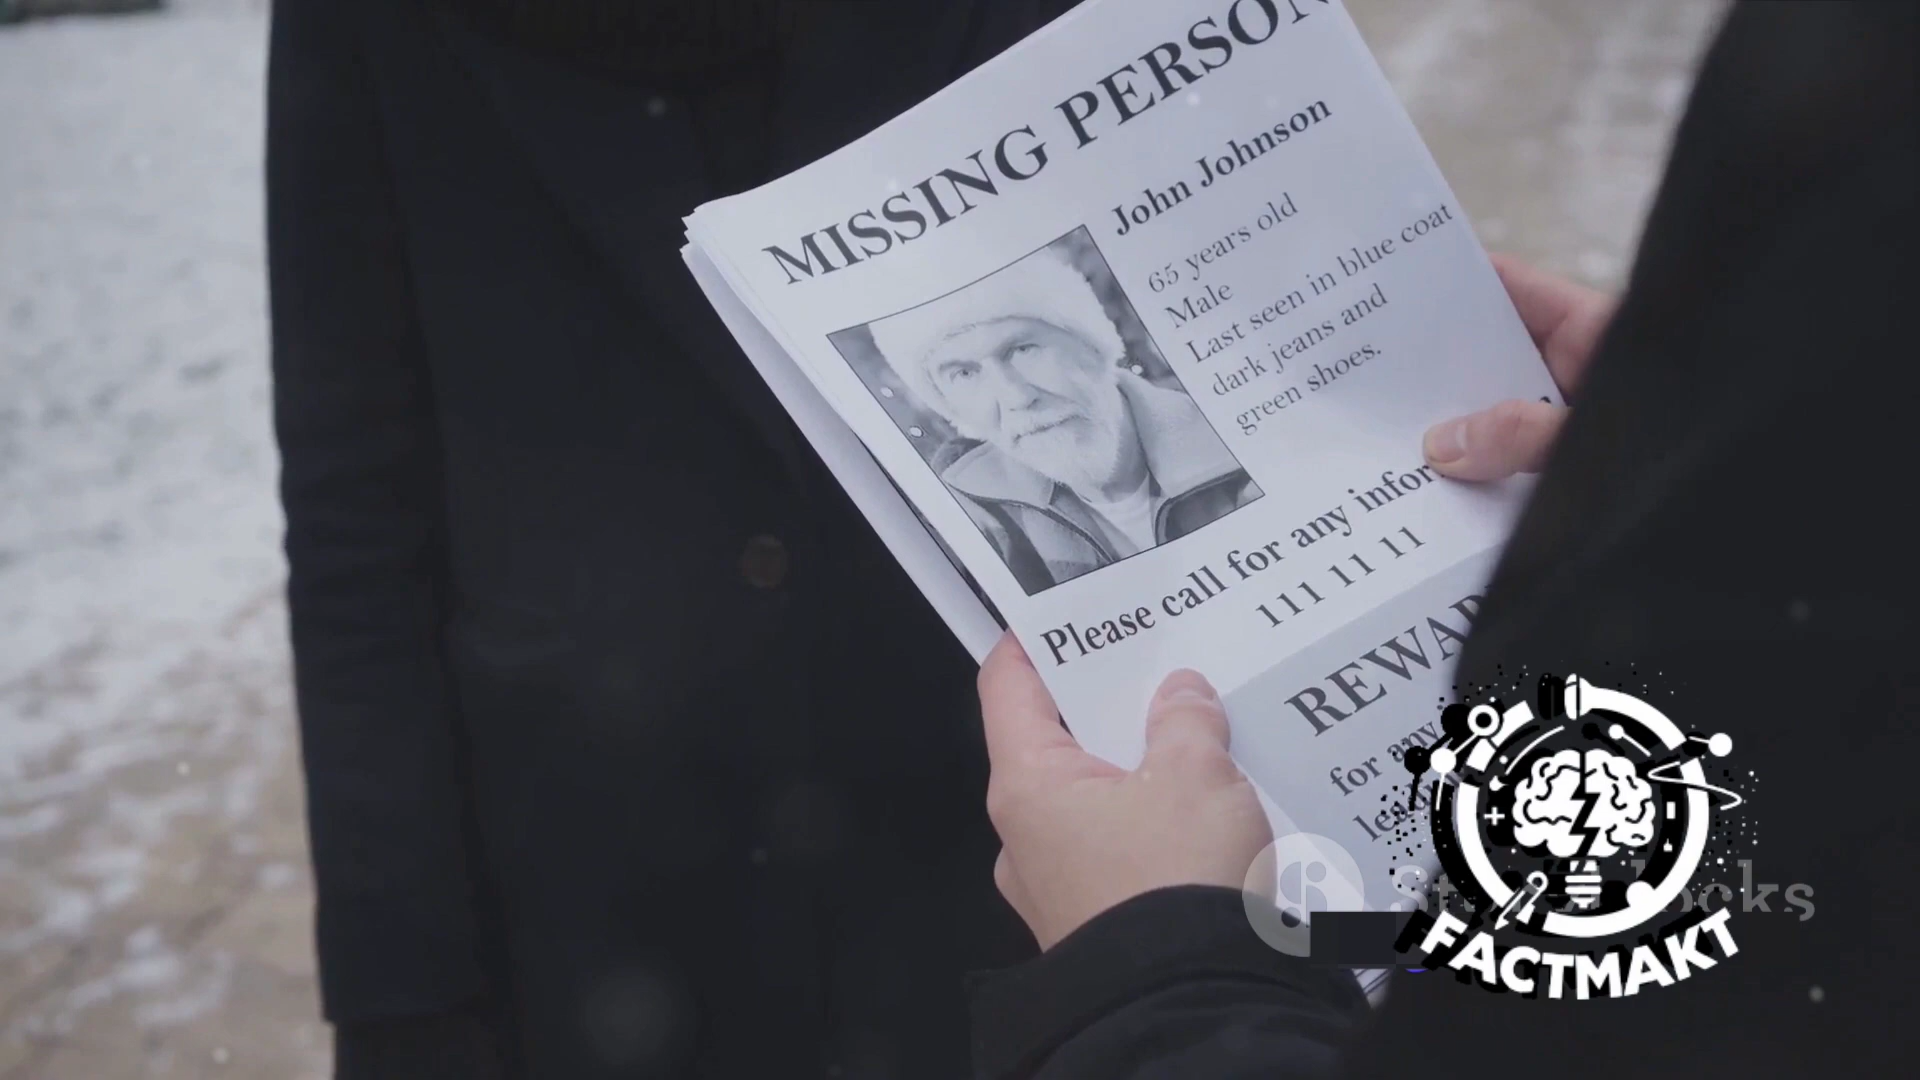 MISSING PERSON
John Johnson
65 years old
Male
Last seen in blue coat
dark jeans and
green shoes.
Please call for any infor
111 11 11
REWAR
for any
FACTMAKT